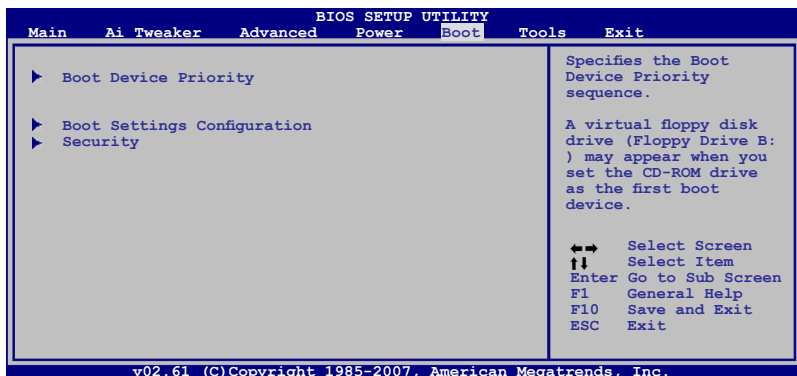 BIOS SETUP UTILITY
Main Ai Tweaker Advanced Power Boot Tools Exit
Boot Device Priority
Boot Settings Configuration
Security
Specifies the Boot
Device Priority
sequence.
A virtual floppy disk
drive (Floppy Drive B:
) may appear when you
set the CD-ROM drive
as the first boot
device.
Select Screen
Select Item
Enter Go to Sub Screen
F1 General Help
F10 Save and Exit
ESC Exit
v02.61 (C)Copyright 1985-2007, American Megatrends, Inc.